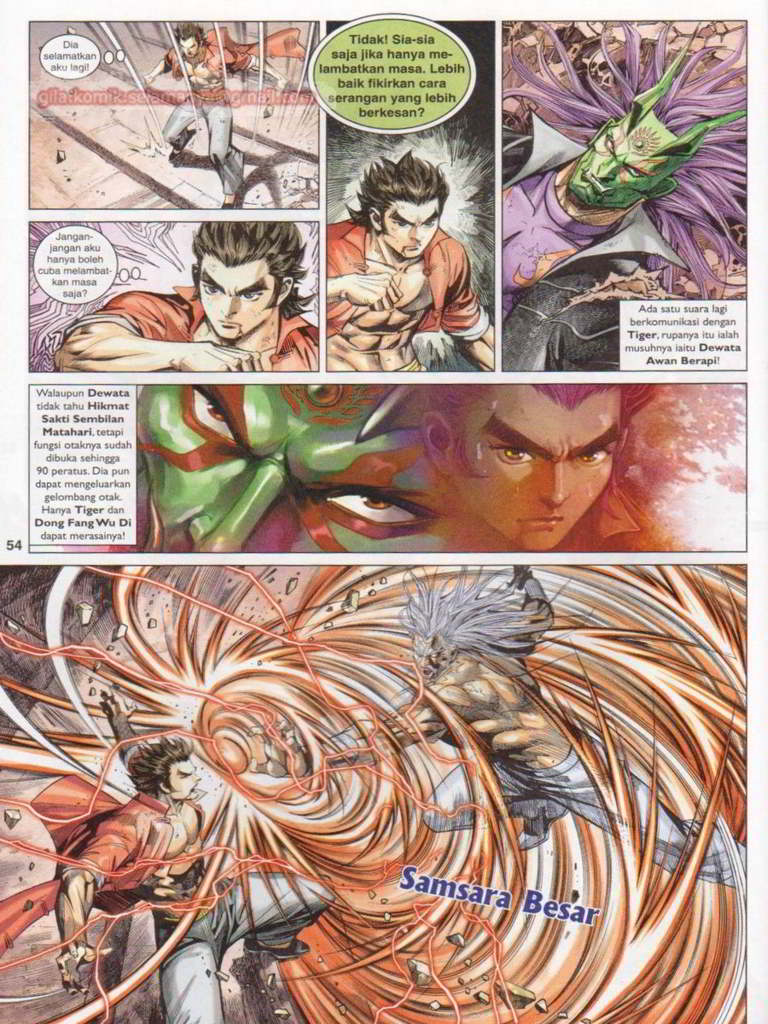 Dia
selamatkan
aku lagi!
Tidak! Sia-sia
saja jika hanya me-
lambatkan masa. Lebih
baik fikirkan cara
serangan yang lebih
berkesan?
Jangan-
jangan aku
hanya boleh
cuba melambat-
kan masa
saja?
Ada satu suara lagi
berkomunikasi dengan
Tiger, rupanya itu ialah
musuhnya iaitu Dewata
Awan Berapi!
Walaupun Dewata
tidak tahu Hikmat
Sakti Sembilan
Matahari, tetapi
fungsi otaknya sudah
dibuka sehingga
90 peratus. Dia pun
dapat mengeluarkan
gelombang otak.
Hanya Tiger dan
Dong Fang Wu Di
dapat merasainya!
54
Samsara Besar